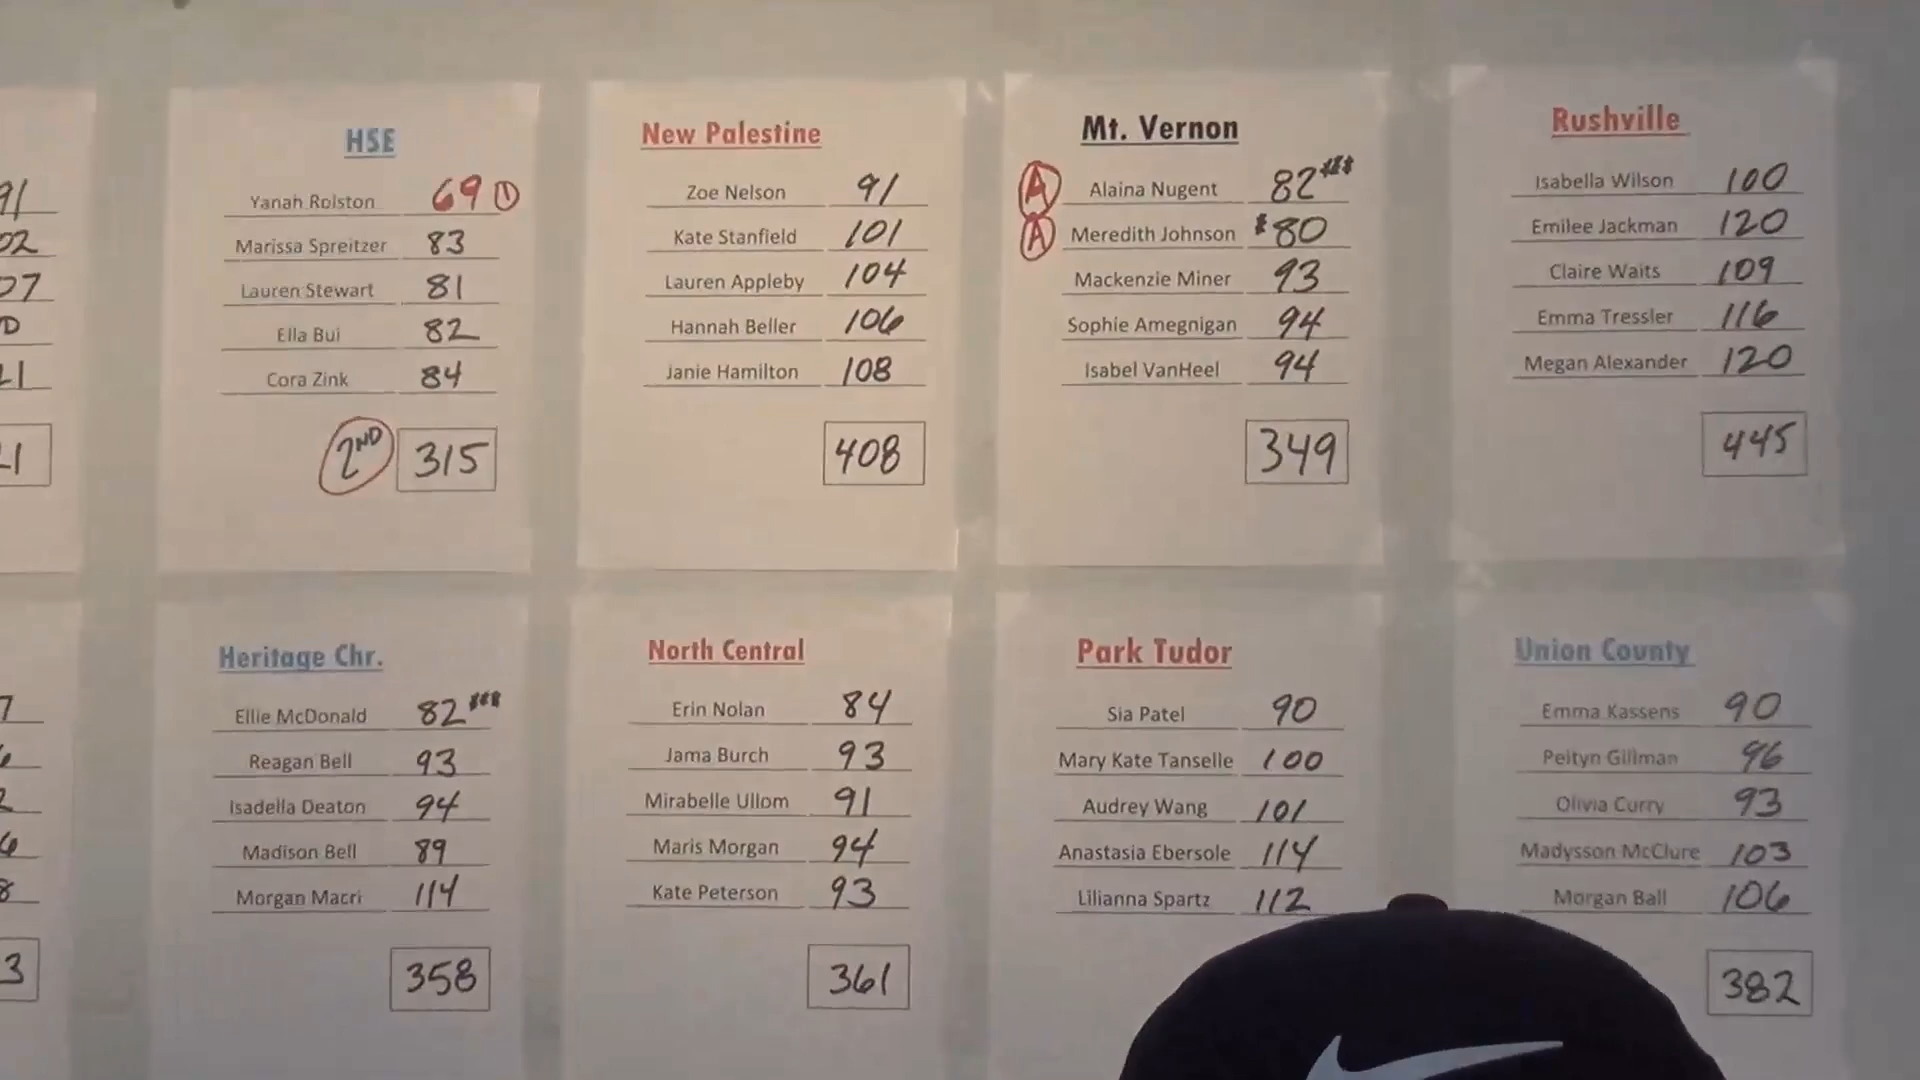 HSE
Yanah Rolston 69 ①
Marissa Spreitzer 83
Lauren Stewart 81
Ella Bui 82
Cora Zink 84
2ND 315
New Palestine
Zoe Nelson 91
Kate Stanfield 101
Lauren Appleby 104
Hannah Beller 106
Janie Hamilton 108
408
Mt. Vernon
A Alaina Nugent 82
A Meredith Johnson 80
Mackenzie Miner 93
Sophie Amegnigan 94
Isabel VanHeel 94
349
Rushville
Isabella Wilson 100
Emilee Jackman 120
Claire Waits 109
Emma Tressler 116
Megan Alexander 120
445
Heritage Chr.
Ellie McDonald 82
Reagan Bell 93
Isadella Deaton 94
Madison Bell 89
Morgan Macri 114
358
North Central
Erin Nolan 84
Jama Burch 93
Mirabelle Ullom 91
Maris Morgan 94
Kate Peterson 93
361
Park Tudor
Sia Patel 90
Mary Kate Tanselle 100
Audrey Wang 101
Anastasia Ebersole 114
Lilianna Spartz 112
Union County
Emma Kassens 90
Peityn Gillman 96
Olivia Curry 93
Madysson McClure 103
Morgan Ball 106
382